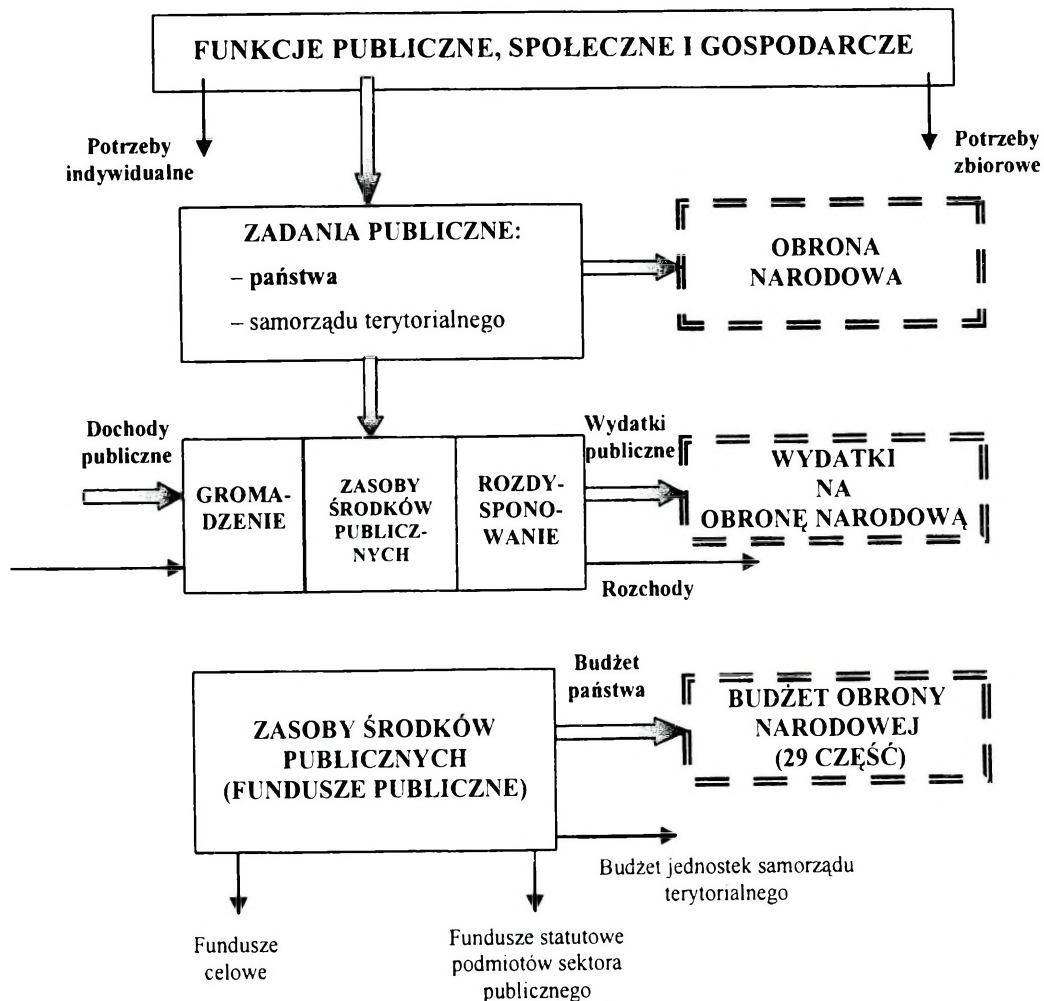 FUNKCJE PUBLICZNE, SPOŁECZNE I GOSPODARCZE
Potrzeby
indywidualne
Potrzeby
zbiorowe
ZADANIA PUBLICZNE:
– państwa
– samorządu terytorialnego
OBRONA
NARODOWA
Dochody
publiczne
GROMA-
DZENIE
ZASOBY
ŚRODKÓW
PUBLICZ-
NYCH
ROZDY-
SPONO-
WANIE
Wydatki
publiczne
WYDATKI
NA
OBRONĘ NARODOWĄ
Rozchody
ZASOBY ŚRODKÓW
PUBLICZNYCH
(FUNDUSZE PUBLICZNE)
Budżet
państwa
BUDŻET OBRONY
NARODOWEJ
(29 CZĘŚĆ)
Budżet jednostek samorządu
terytorialnego
Fundusze
celowe
Fundusze statutowe
podmiotów sektora
publicznego